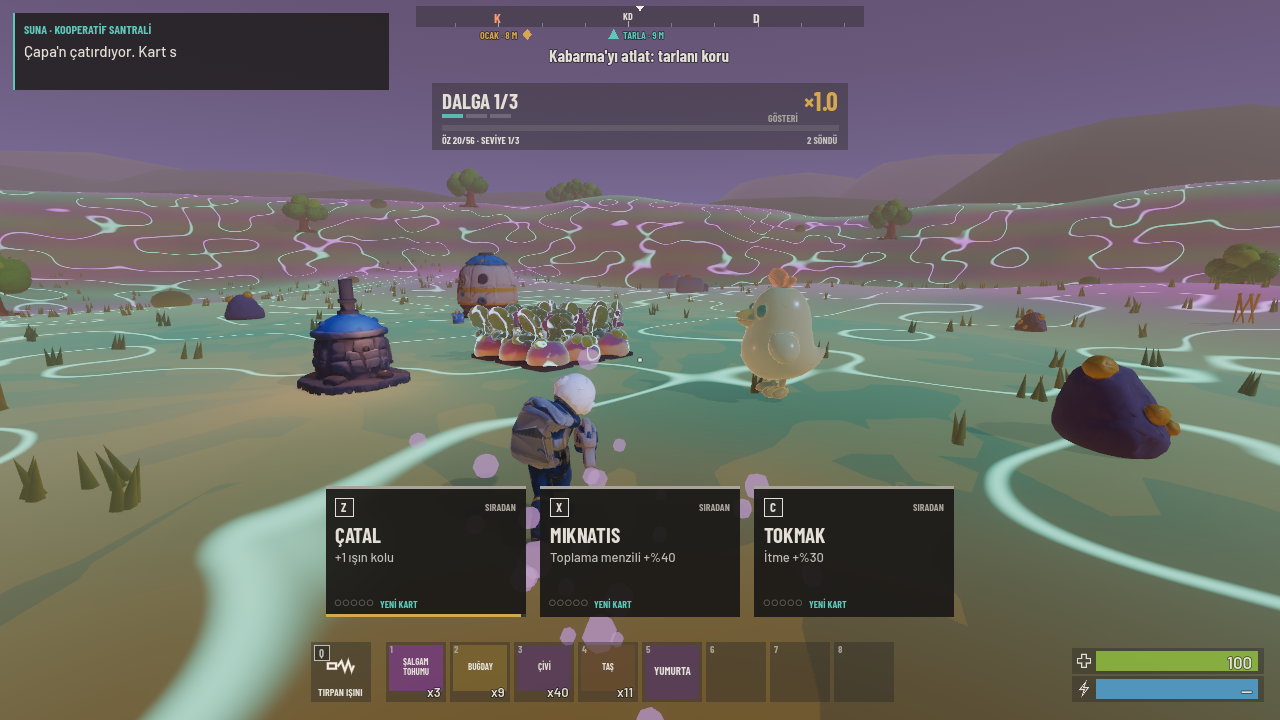 SUNA · KOOPERATİF SANTRALİ
Çapa'n çatırdıyor. Kart s
K
KD
D
OCAK · 8 M
TARLA · 9 M
Kabarma'yı atlat: tarlanı koru
DALGA 1/3
×1.0
GÖSTERİ
ÖZ 20/56 · SEVİYE 1/3
2 SÖNDÜ
Z
SIRADAN
ÇATAL
+1 ışın kolu
YENİ KART
X
SIRADAN
MIKNATIS
Toplama menzili +%40
YENİ KART
C
SIRADAN
TOKMAK
İtme +%30
YENİ KART
0
TIRPAN IŞINI
1
ŞALGAM
TOHUMU
x3
2
BUĞDAY
x9
3
ÇİVİ
x40
4
TAŞ
x11
5
YUMURTA
6
7
8
100
—